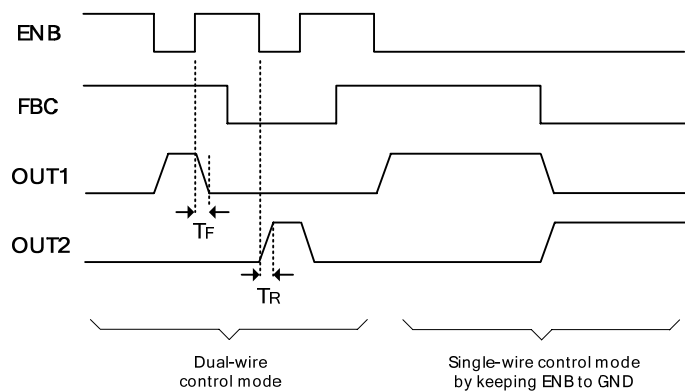 ENB
FBC
OUT1
TF
OUT2
TR
Dual-wire
control mode
Single-wire control mode
by keeping ENB to GND